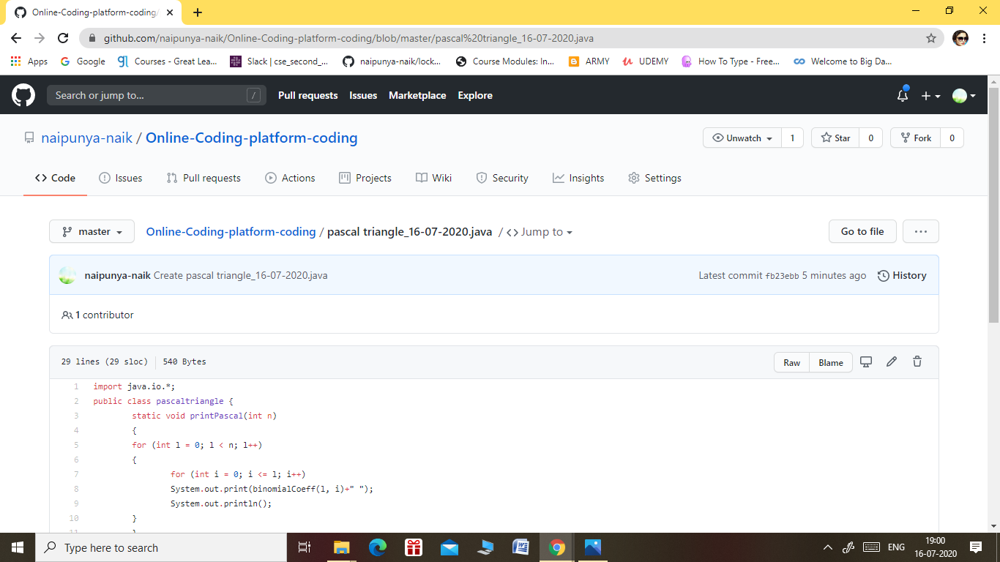 Online-Coding-platform-coding/
github.com/naipunya-naik/Online-Coding-platform-coding/blob/master/pascal%20triangle_16-07-2020.java
Apps Google Courses - Great Lea... Slack | cse_second_... naipunya-naik/lock... Course Modules: In... ARMY UDEMY How To Type - Free... Welcome to Big Da...
Search or jump to... / Pull requests Issues Marketplace Explore
naipunya-naik / Online-Coding-platform-coding Unwatch 1 Star 0 Fork 0
Code Issues Pull requests Actions Projects Wiki Security Insights Settings
master Online-Coding-platform-coding / pascal triangle_16-07-2020.java / <> Jump to Go to file ...
naipunya-naik Create pascal triangle_16-07-2020.java Latest commit fb23ebb 5 minutes ago History
1 contributor
29 lines (29 sloc) 540 Bytes Raw Blame
1 import java.io.*;
2 public class pascaltriangle {
3 static void printPascal(int n)
4 {
5 for (int l = 0; l < n; l++)
6 {
7 for (int i = 0; i <= l; i++)
8 System.out.print(binomialCoeff(l, i)+" ");
9 System.out.println();
10 }
11 }
Type here to search ENG 19:00
16-07-2020